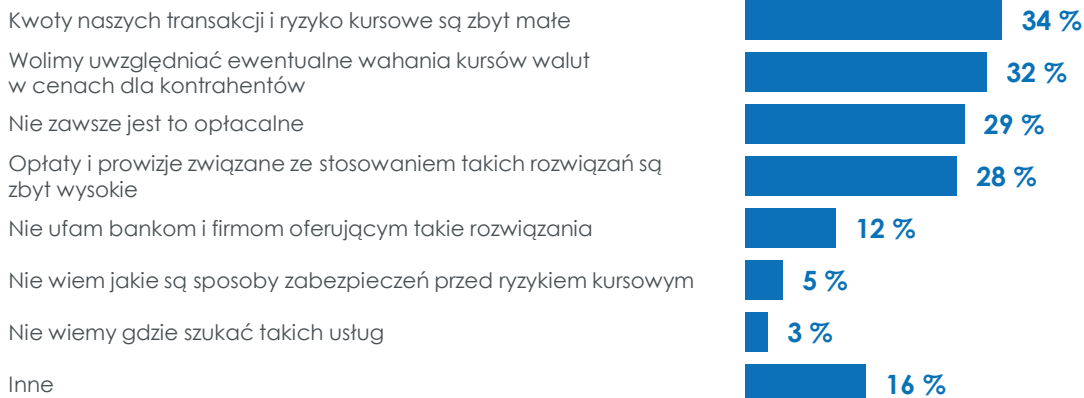 Kwoty naszych transakcji i ryzyko kursowe są zbyt małe 34 %
Wolimy uwzględniać ewentualne wahania kursów walut
w cenach dla kontrahentów 32 %
Nie zawsze jest to opłacalne 29 %
Opłaty i prowizje związane ze stosowaniem takich rozwiązań są
zbyt wysokie 28 %
Nie ufam bankom i firmom oferującym takie rozwiązania 12 %
Nie wiem jakie są sposoby zabezpieczeń przed ryzykiem kursowym 5 %
Nie wiemy gdzie szukać takich usług 3 %
Inne 16 %